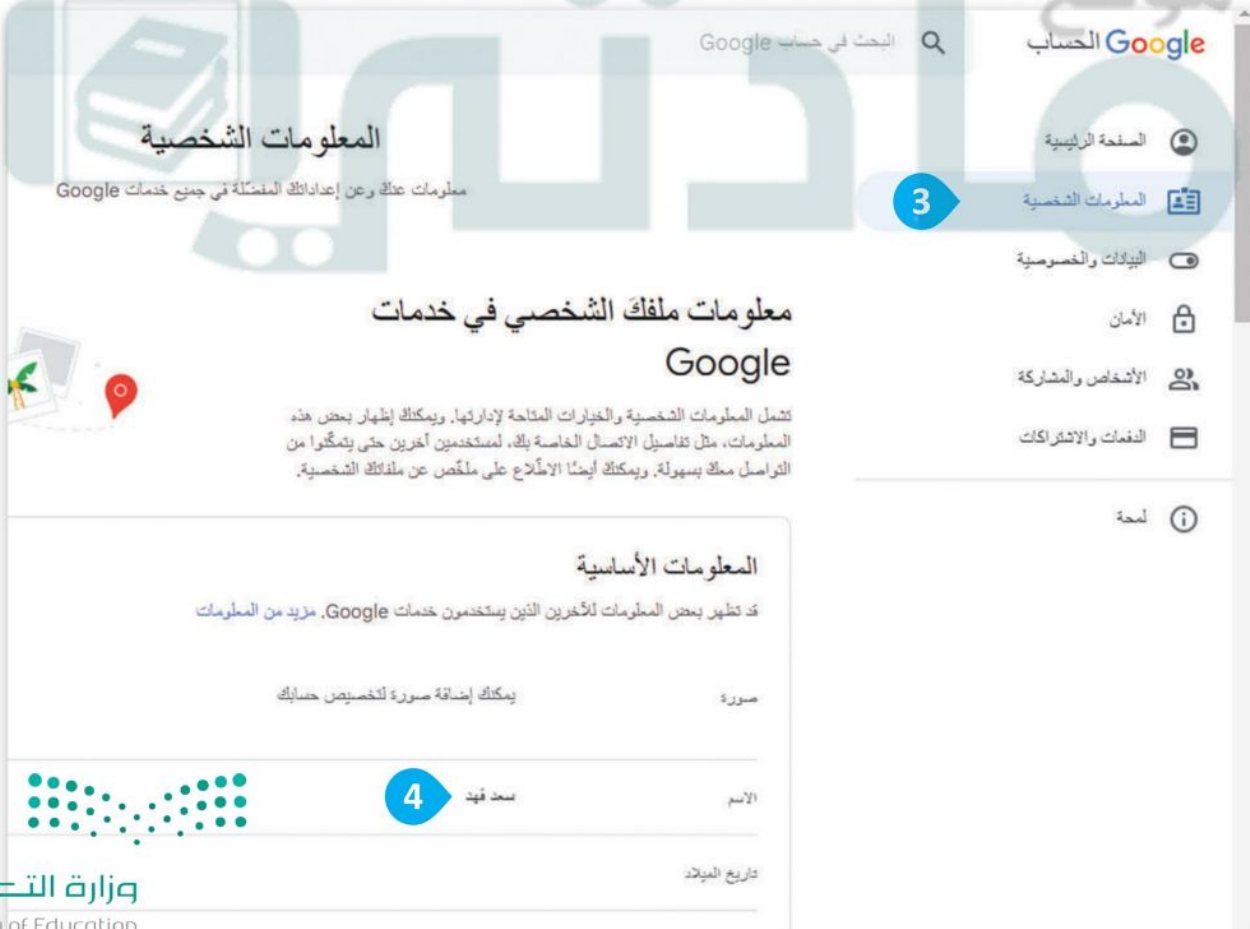 موقع
مادتي
Google الحساب
البحث في حساب Google
الصفحة الرئيسية
المعلومات الشخصية
3
البيانات والخصوصية
الأمان
الأشخاص والمشاركة
الدفعات والاشتراكات
لمحة
المعلومات الشخصية
معلومات عنك وعن إعداداتك المفضّلة في جميع خدمات Google
معلومات ملفكَ الشخصي في خدمات
Google
تشمل المعلومات الشخصية والخيارات المتاحة لإدارتها. ويمكنك إظهار بعض هذه
المعلومات، مثل تفاصيل الاتصال الخاصة بك، لمستخدمين آخرين حتى يتمكّنوا من
التواصل معك بسهولة. ويمكنك أيضًا الاطّلاع على ملخّص عن ملفاتك الشخصية.
المعلومات الأساسية
قد تظهر بعض المعلومات للآخرين الذين يستخدمون خدمات Google. مزيد من المعلومات
صورة
يمكنك إضافة صورة لتخصيص حسابك
الاسم
سعد فهد
4
تاريخ الميلاد
وزارة التـ
of Education